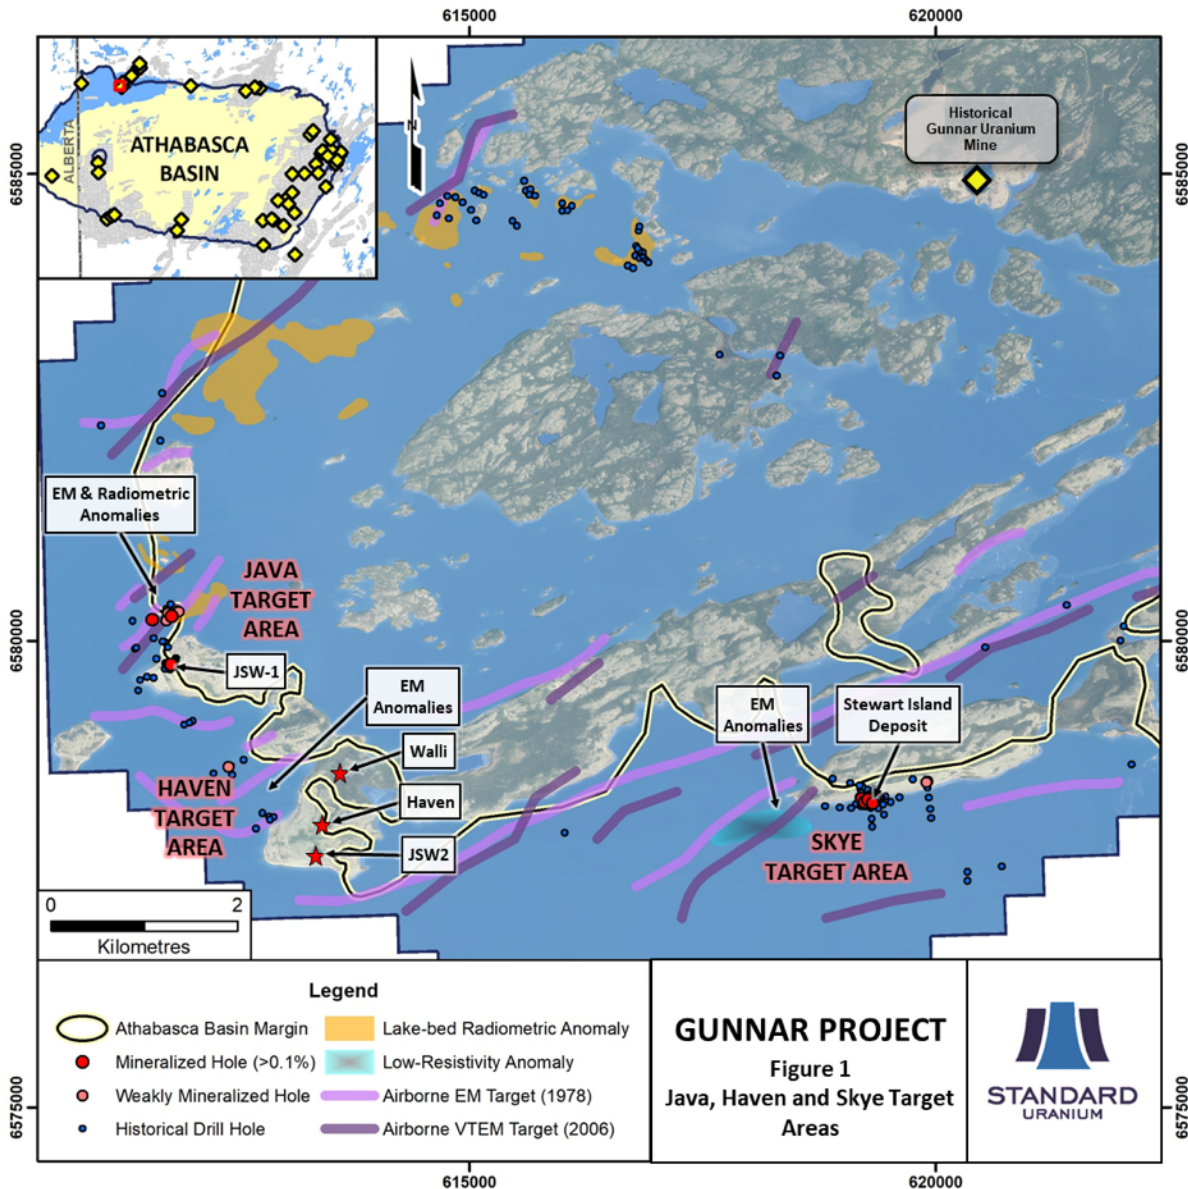 615000
620000
6585000
6585000
ALBERTA
ATHABASCA
BASIN
N
Historical
Gunnar Uranium
Mine
EM & Radiometric
Anomalies
JAVA
TARGET
AREA
6580000
6580000
JSW-1
EM
Anomalies
EM
Anomalies
Stewart Island
Deposit
Walli
HAVEN
TARGET
AREA
Haven
JSW2
SKYE
TARGET AREA
0
2
Kilometres
Legend
Athabasca Basin Margin
Lake-bed Radiometric Anomaly
Mineralized Hole (>0.1%)
Low-Resistivity Anomaly
Weakly Mineralized Hole
Airborne EM Target (1978)
Historical Drill Hole
Airborne VTEM Target (2006)
GUNNAR PROJECT
Figure 1
Java, Haven and Skye Target
Areas
STANDARD
URANIUM
6575000
6575000
615000
620000